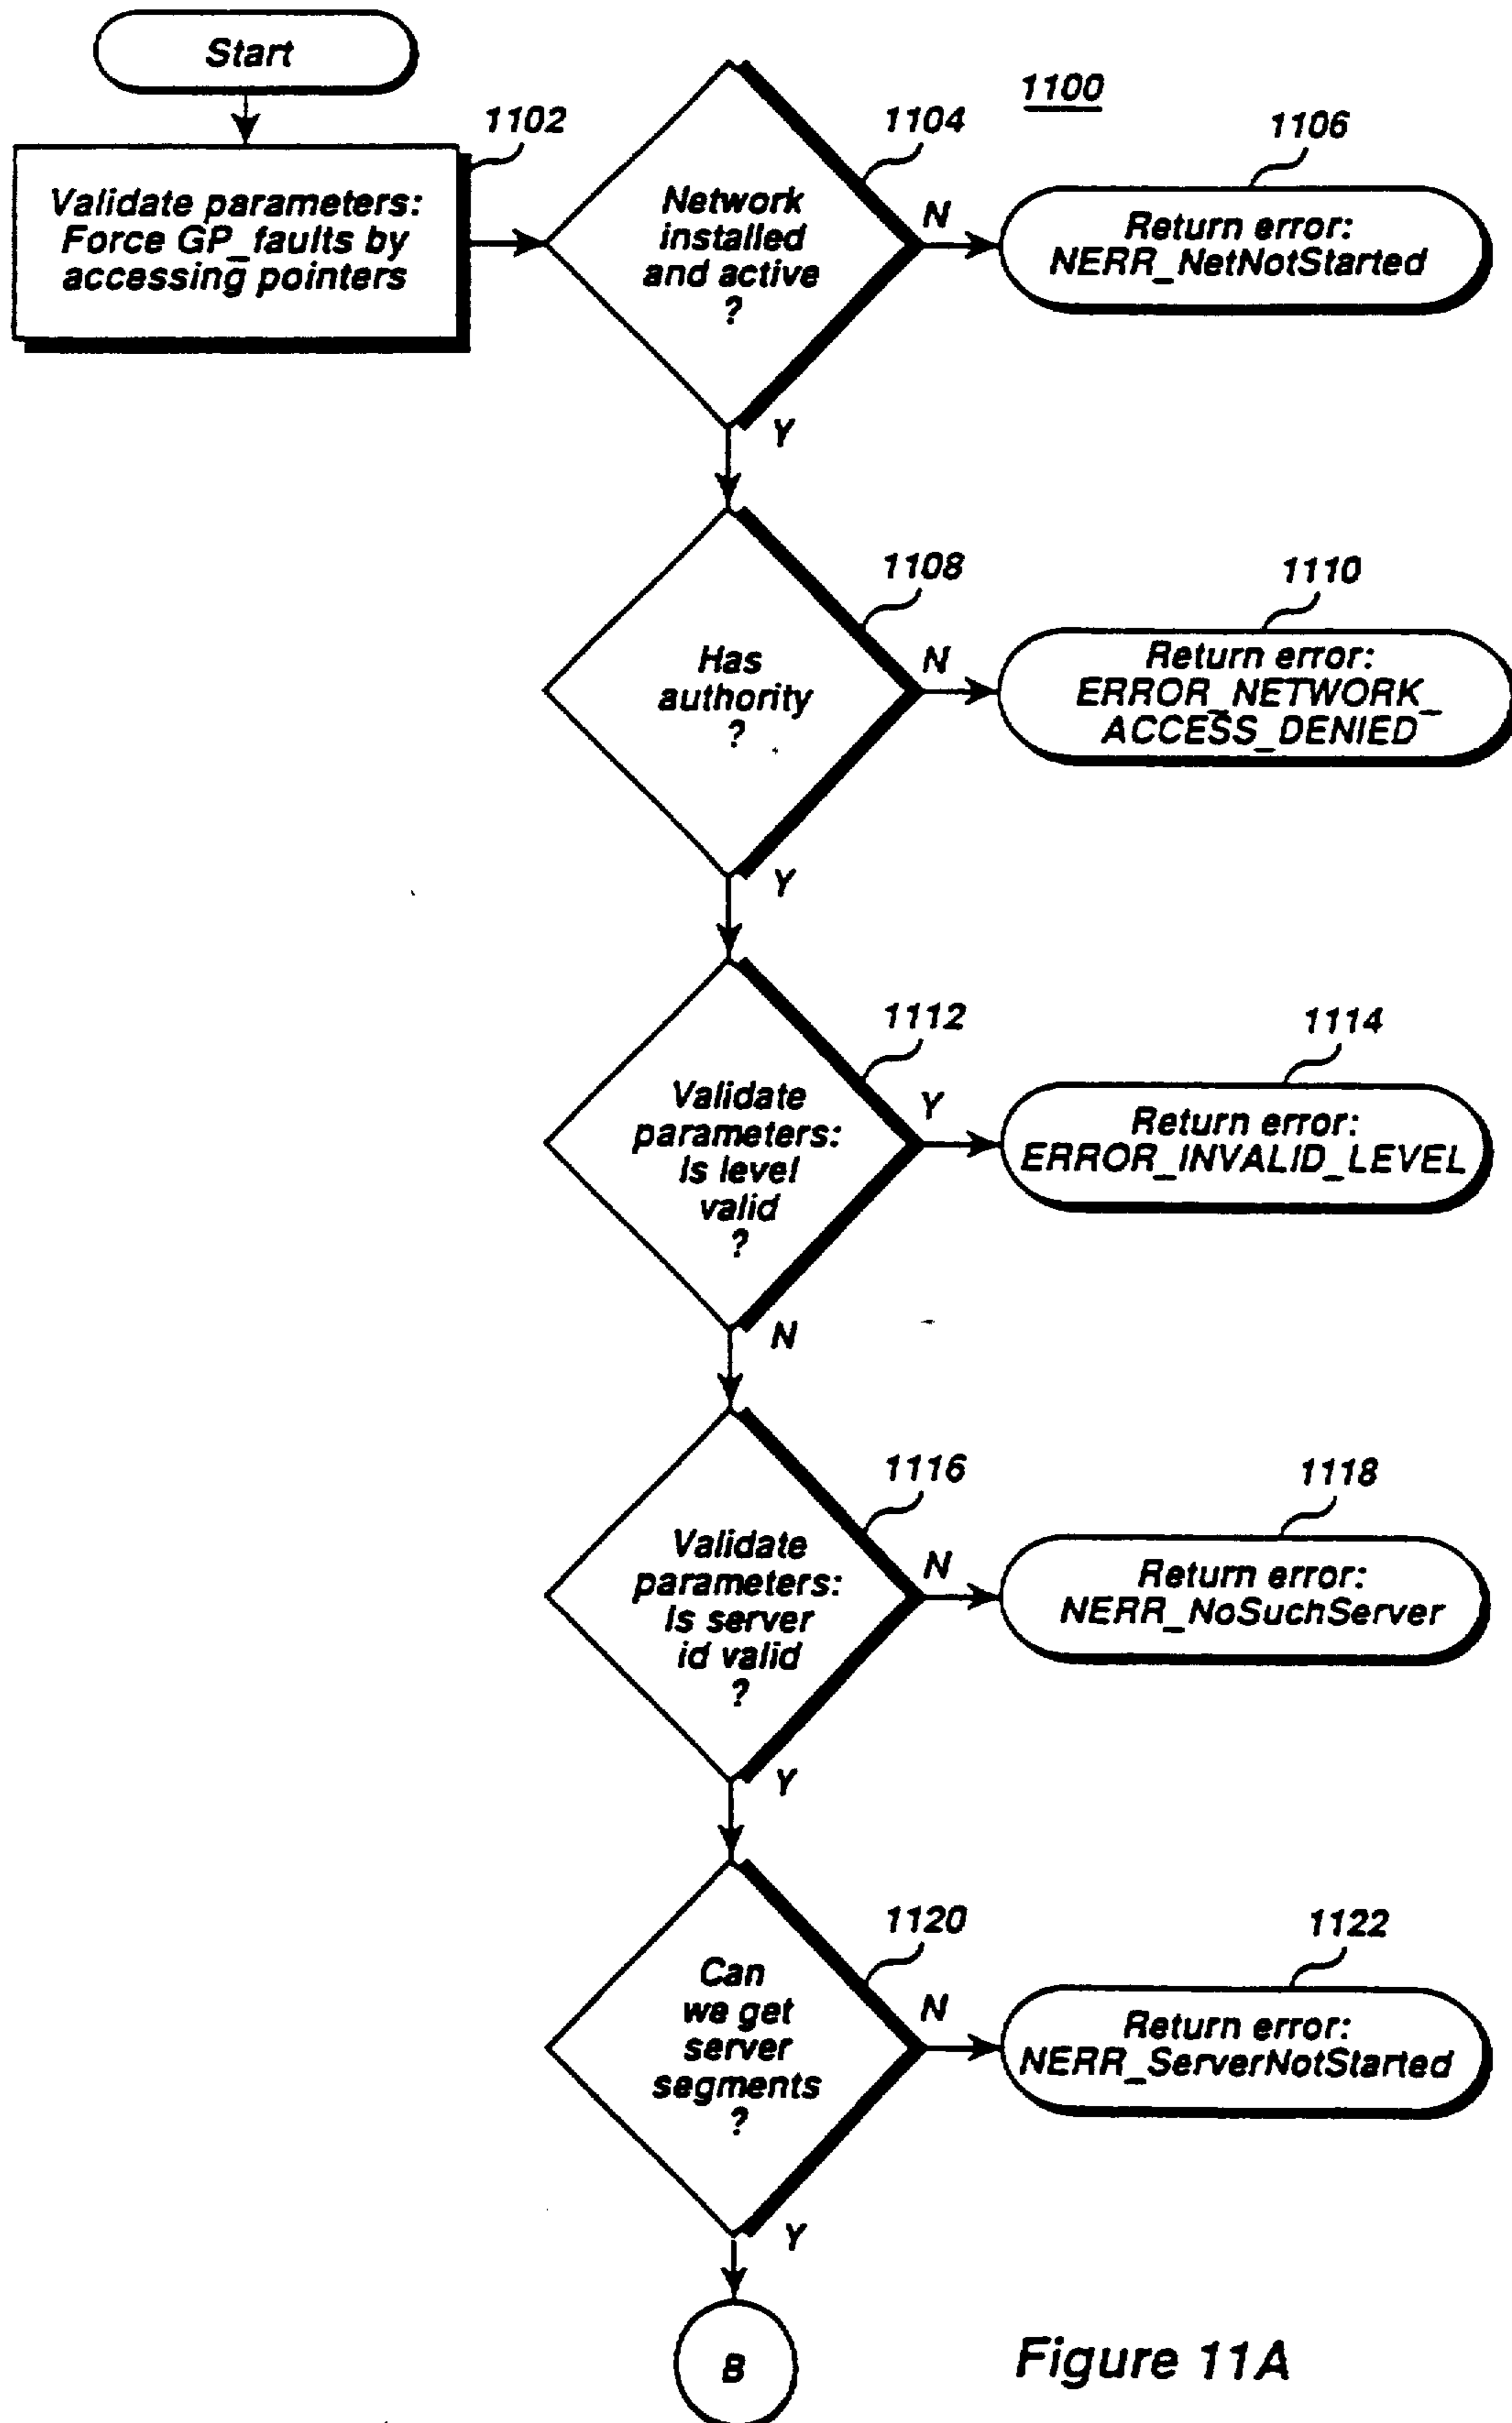 Start
1100
1102
Validate parameters:
Force GP_faults by
accessing pointers
1104
Network
installed
and active
?
N
Y
1106
Return error:
NERR_NetNotStarted
1108
Has
authority
?
N
Y
1110
Return error:
ERROR_NETWORK_
ACCESS_DENIED
1112
Validate
parameters:
Is level
valid
?
Y
N
1114
Return error:
ERROR_INVALID_LEVEL
1116
Validate
parameters:
Is server
id valid
?
N
Y
1118
Return error:
NERR_NoSuchServer
1120
Can
we get
server
segments
?
N
Y
1122
Return error:
NERR_ServerNotStarted
B
Figure 11A